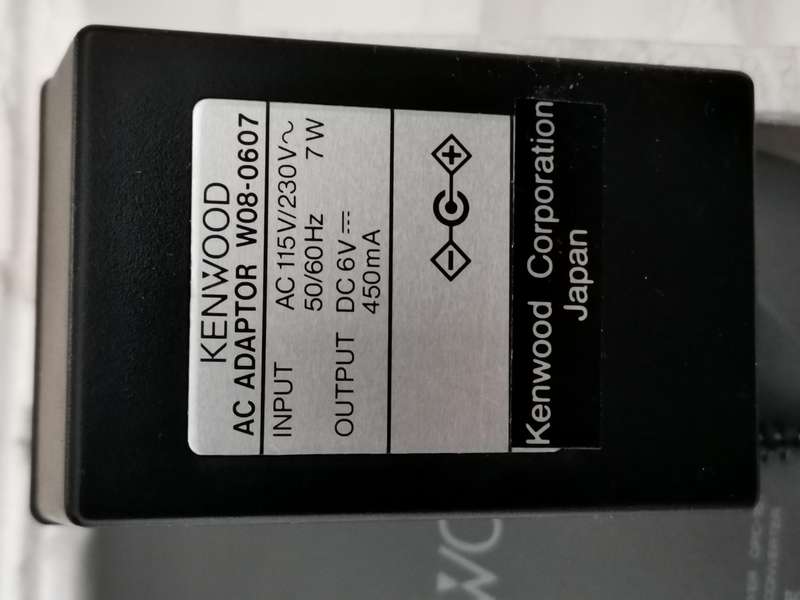 KENWOOD
AC ADAPTOR W08-0607
INPUT AC 115V/230V~
50/60Hz 7W
OUTPUT DC 6V⎓
450mA
- +
Kenwood Corporation
Japan
WO